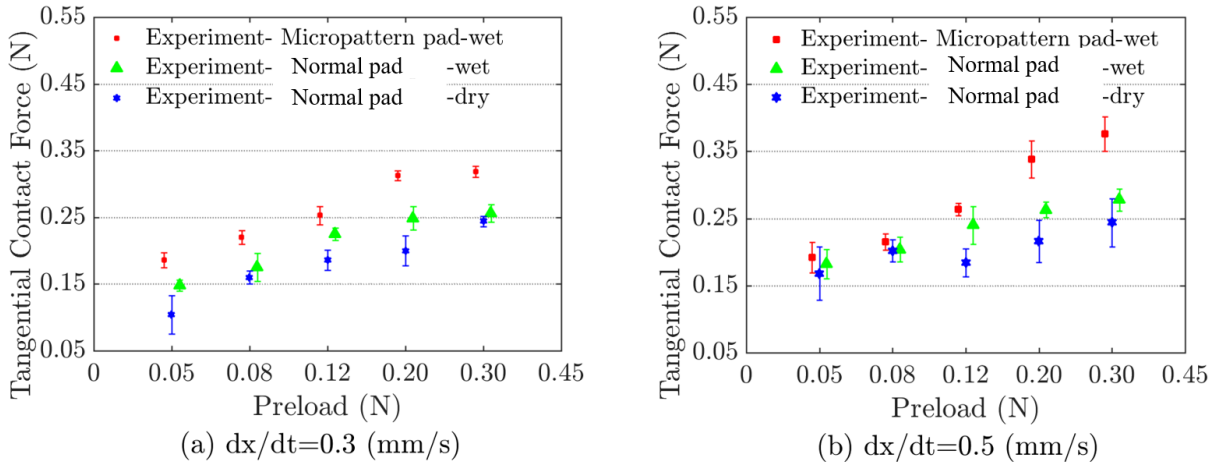 Tangential Contact Force (N)
0.55
0.45
0.35
0.25
0.15
0.05
Experiment- Micropattern pad-wet
Experiment- Normal pad -wet
Experiment- Normal pad -dry
0 0.05 0.08 0.12 0.20 0.30 0.45
Preload (N)
(a) dx/dt=0.3 (mm/s)
Tangential Contact Force (N)
0.55
0.45
0.35
0.25
0.15
0.05
Experiment- Micropattern pad-wet
Experiment- Normal pad -wet
Experiment- Normal pad -dry
0 0.05 0.08 0.12 0.20 0.30 0.45
Preload (N)
(b) dx/dt=0.5 (mm/s)